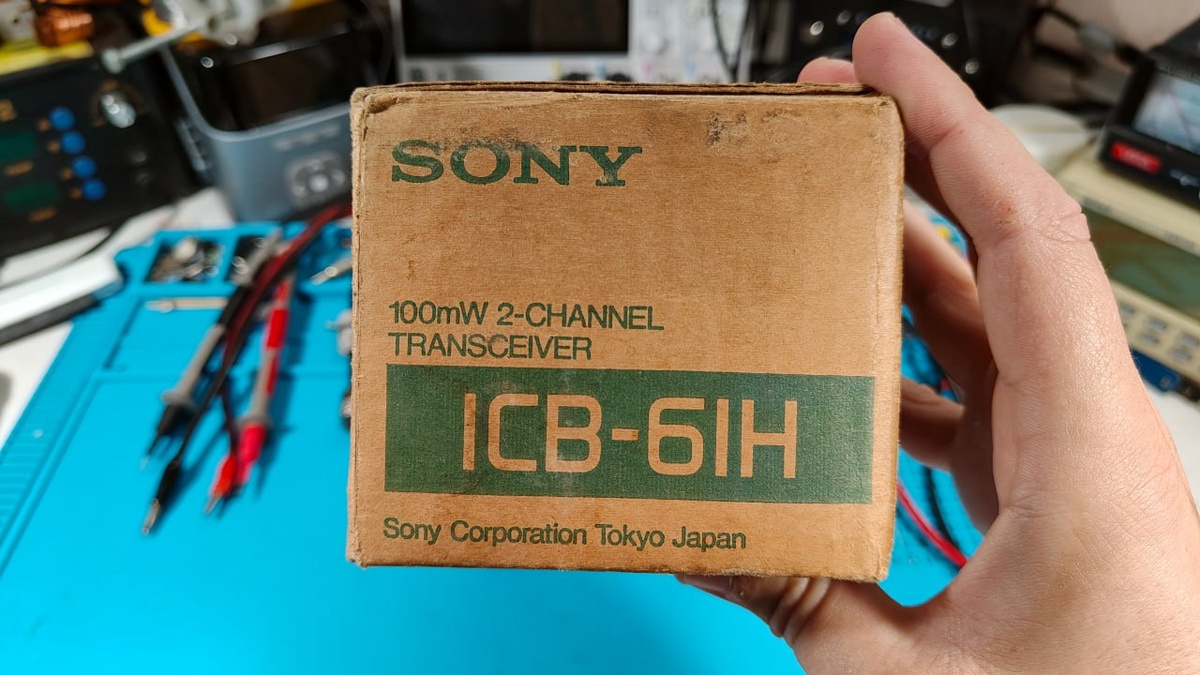 SONY
100mW 2-CHANNEL
TRANSCEIVER
ICB-61H
Sony Corporation Tokyo Japan